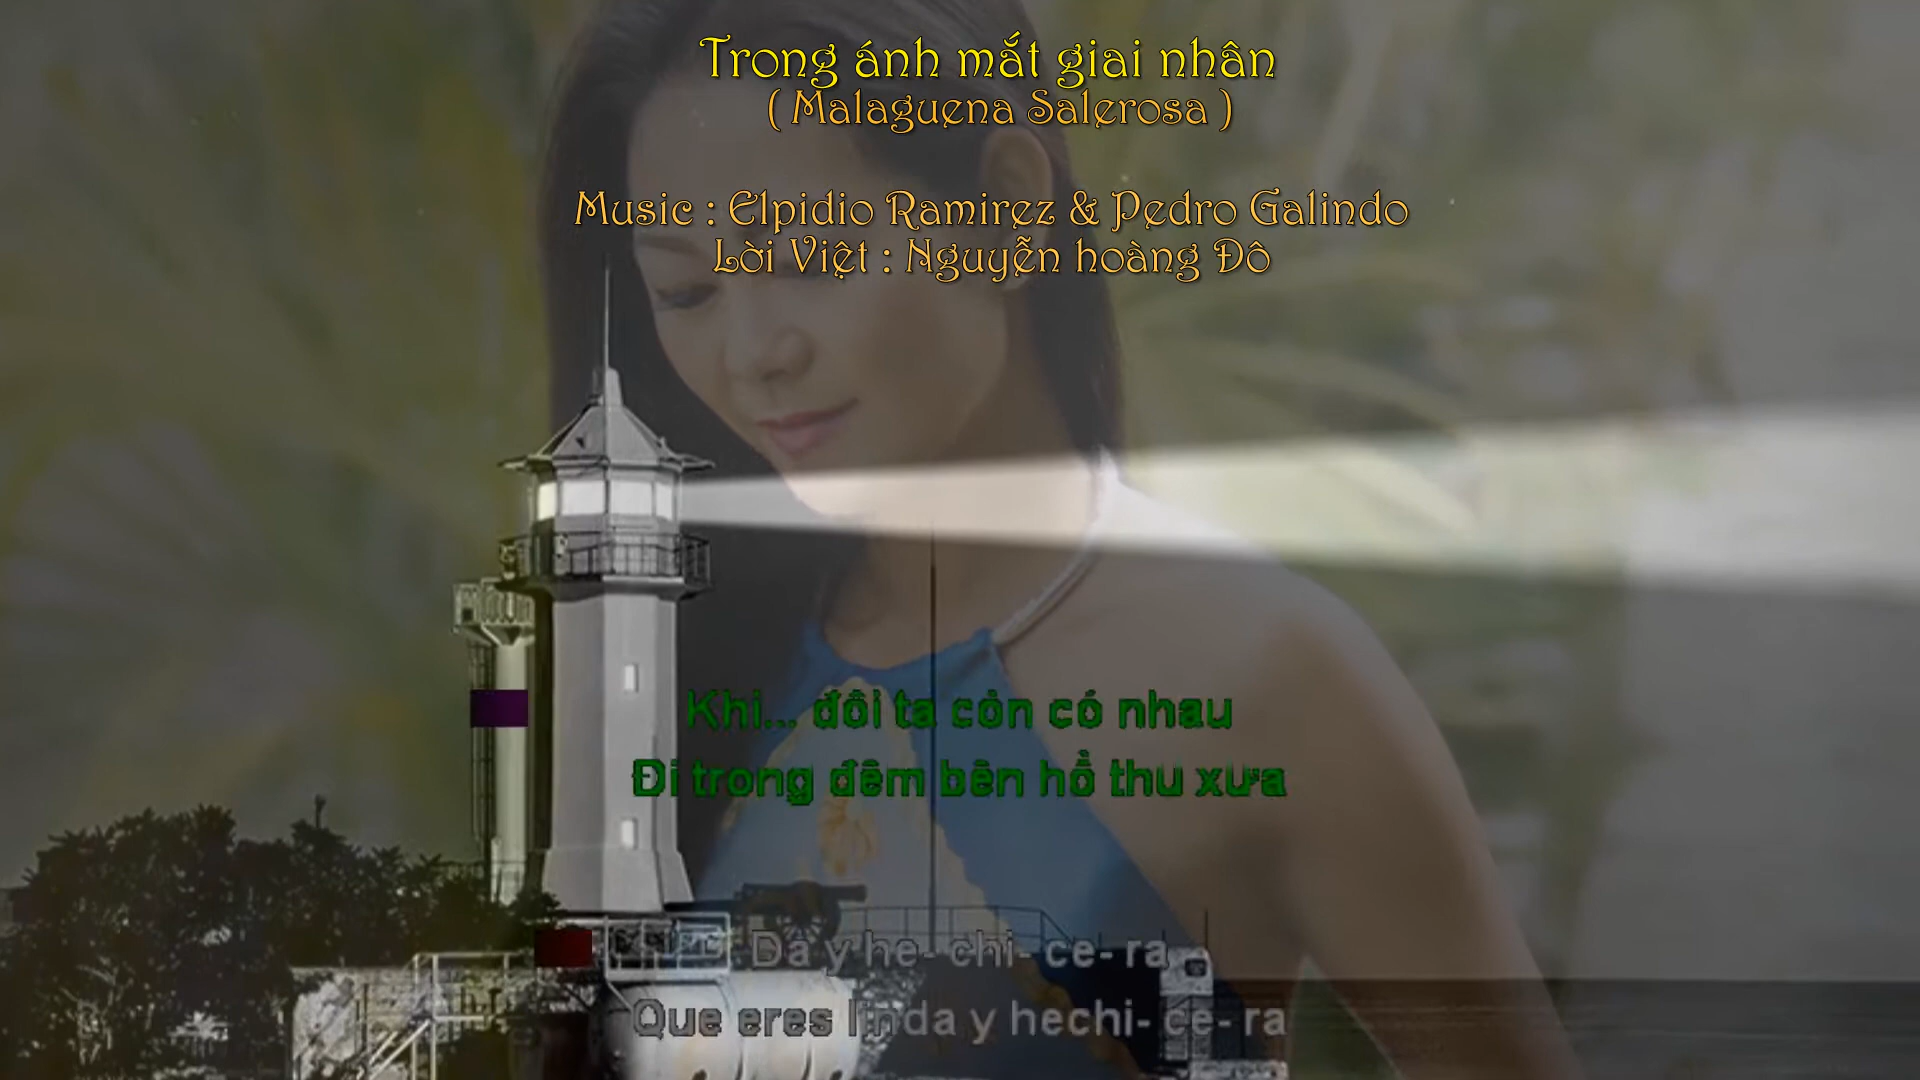 Trong ánh mắt giai nhân
( Malaguena Salerosa )
Music : Elpidio Ramirez & Pedro Galindo
Lời Việt : Nguyễn hoàng Đô
Khi... đôi ta còn có nhau
Đi trong đêm bên hồ thu xưa
Da y he- chi- ce- ra
Que eres linda y hechi- ce- ra